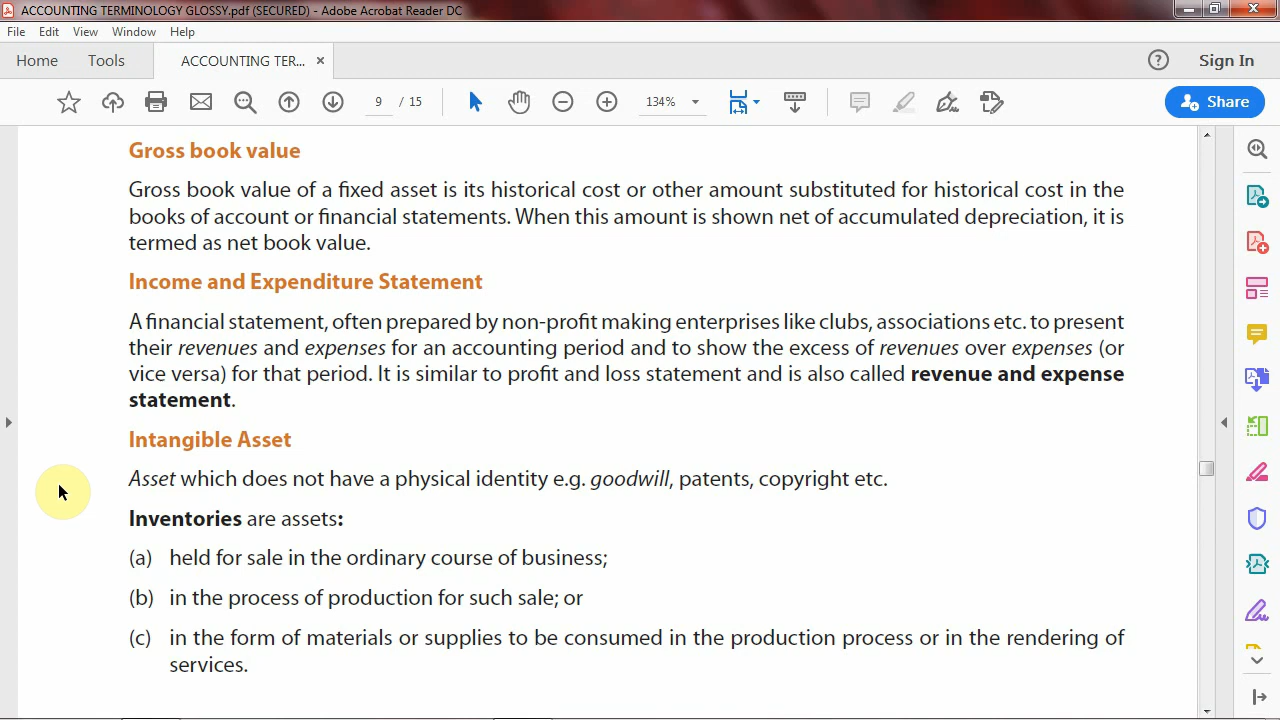 ACCOUNTING TERMINOLOGY GLOSSY.pdf (SECURED) - Adobe Acrobat Reader DC
File Edit View Window Help
Home Tools ACCOUNTING TER... × ? Sign In
9 / 15 134% Share
Gross book value
Gross book value of a fixed asset is its historical cost or other amount substituted for historical cost in the
books of account or financial statements. When this amount is shown net of accumulated depreciation, it is
termed as net book value.
Income and Expenditure Statement
A financial statement, often prepared by non-profit making enterprises like clubs, associations etc. to present
their revenues and expenses for an accounting period and to show the excess of revenues over expenses (or
vice versa) for that period. It is similar to profit and loss statement and is also called revenue and expense
statement.
Intangible Asset
Asset which does not have a physical identity e.g. goodwill, patents, copyright etc.
Inventories are assets:
(a) held for sale in the ordinary course of business;
(b) in the process of production for such sale; or
(c) in the form of materials or supplies to be consumed in the production process or in the rendering of
services.